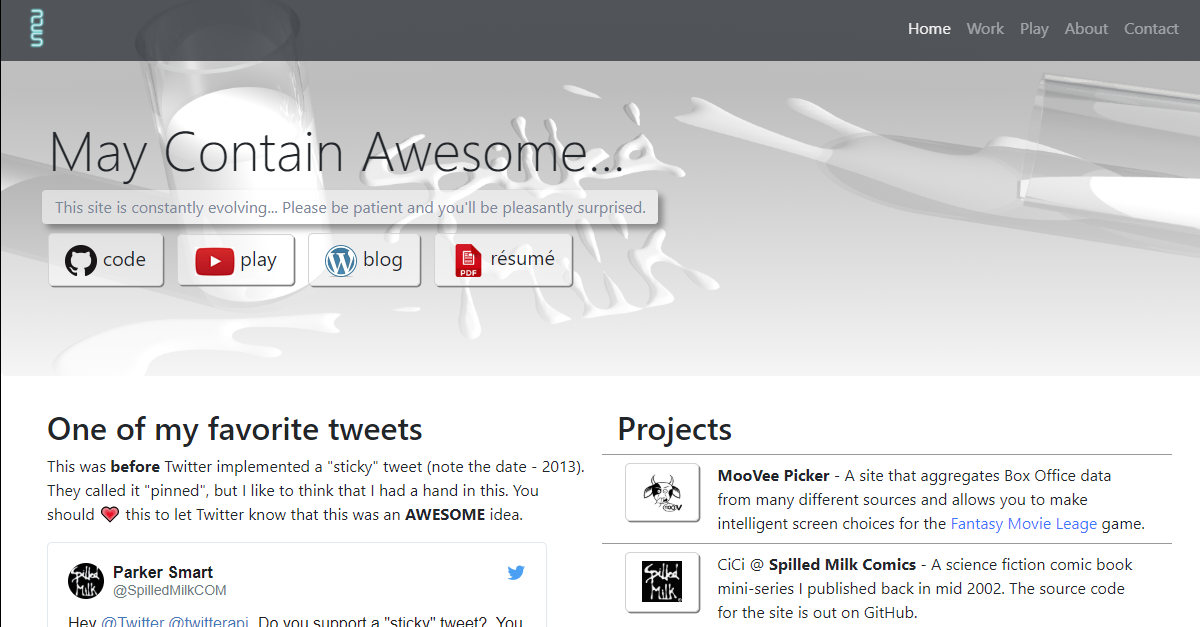 Home Work Play About Contact
May Contain Awesome...
This site is constantly evolving... Please be patient and you'll be pleasantly surprised.
code play blog résumé
PDF
One of my favorite tweets
This was before Twitter implemented a "sticky" tweet (note the date - 2013).
They called it "pinned", but I like to think that I had a hand in this. You
should ❤ this to let Twitter know that this was an AWESOME idea.
Spilled
Milk
Parker Smart
@SpilledMilkCOM
Hey @Twitter @twitterapi. Do you support a "sticky" tweet? You
Projects
MooVee Picker - A site that aggregates Box Office data
from many different sources and allows you to make
intelligent screen choices for the Fantasy Movie Leage game.
Spilled
Milk
CiCi @ Spilled Milk Comics - A science fiction comic book
mini-series I published back in mid 2002. The source code
for the site is out on GitHub.